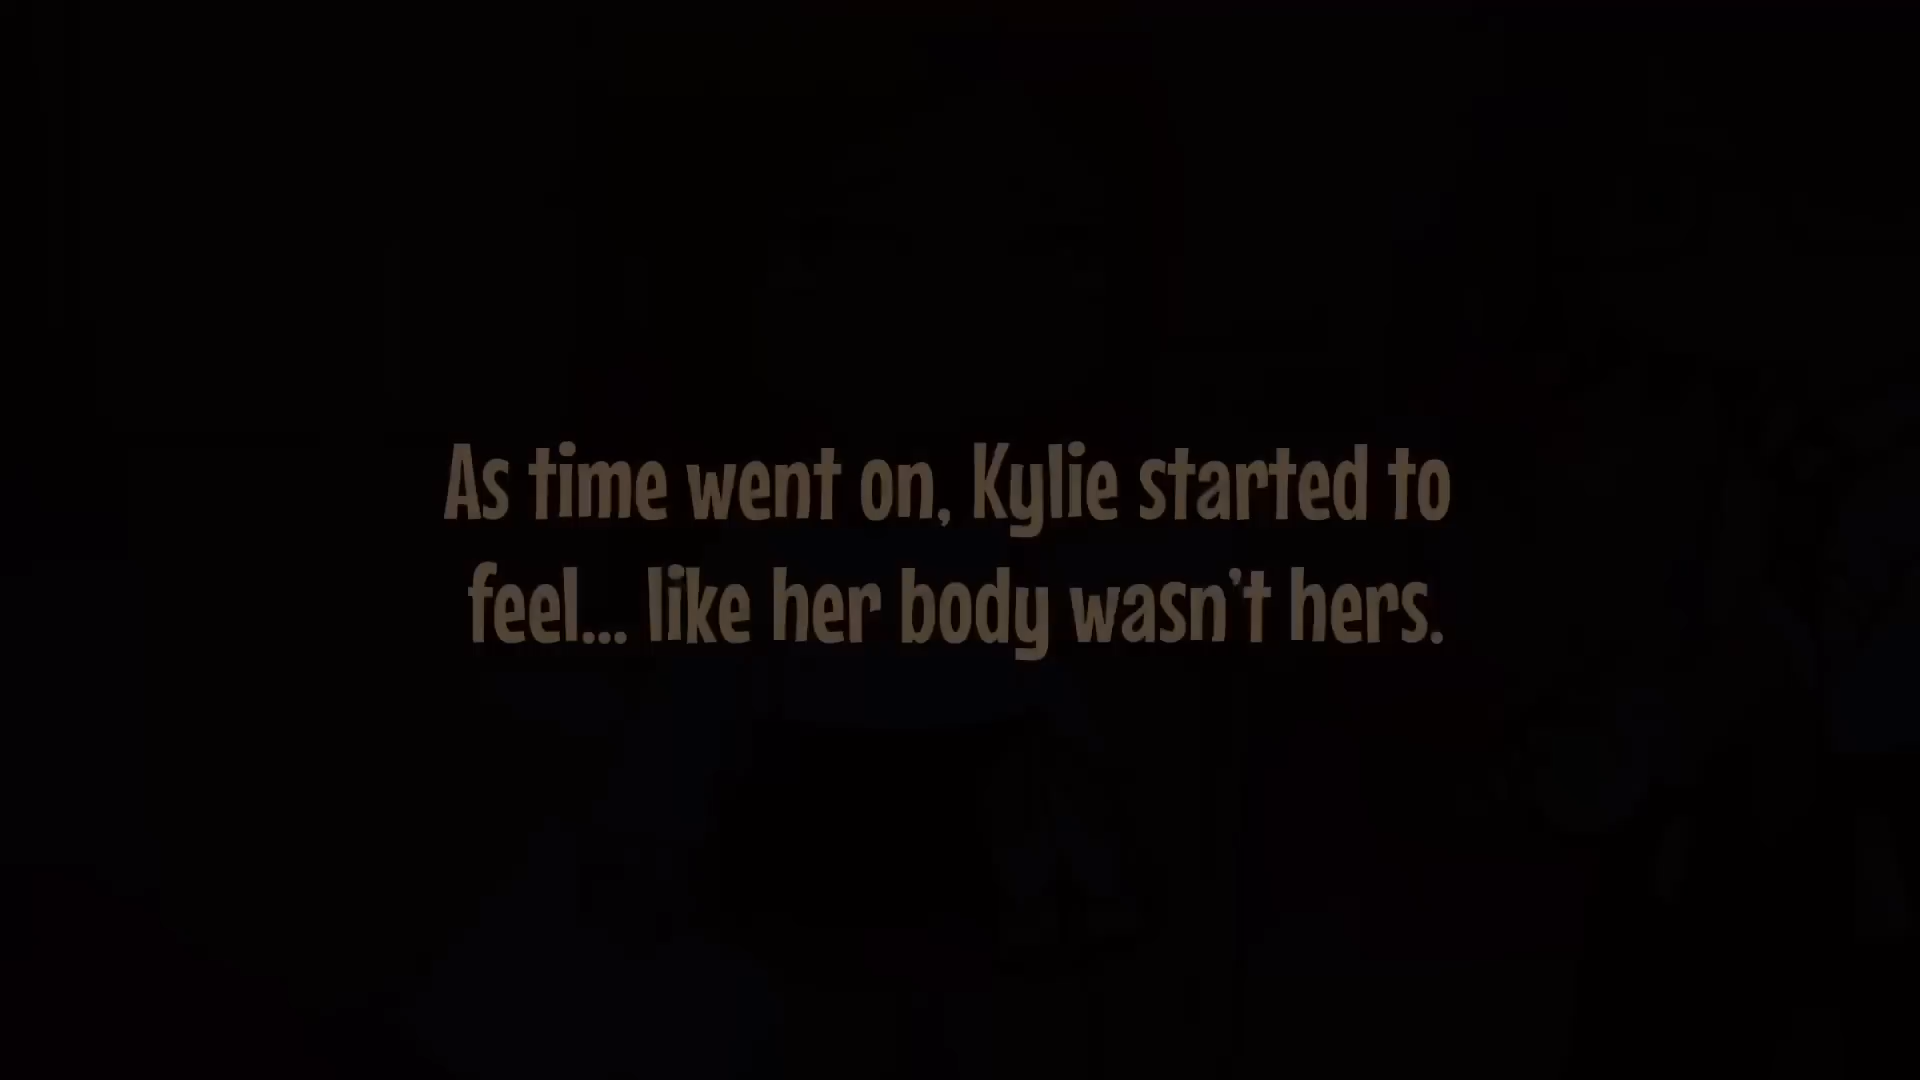 As time went on, Kylie started to
feel... like her body wasn't hers.